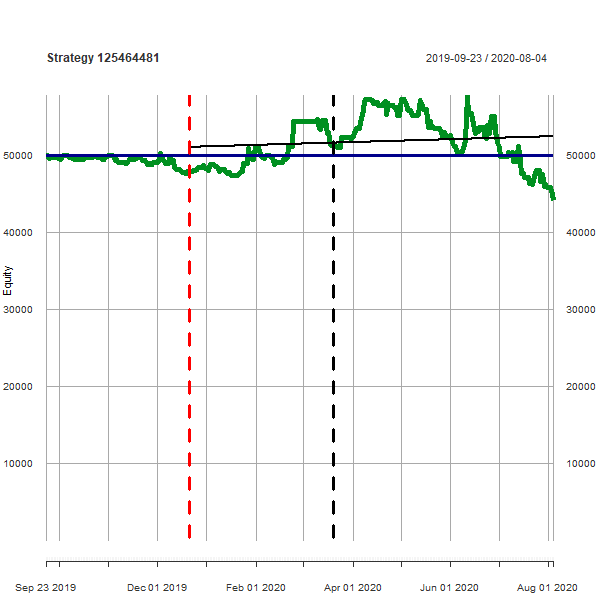 Strategy 125464481
2019-09-23 / 2020-08-04
50000
50000
40000
40000
Equity
30000
30000
20000
20000
10000
10000
Sep 23 2019
Dec 01 2019
Feb 01 2020
Apr 01 2020
Jun 01 2020
Aug 01 2020